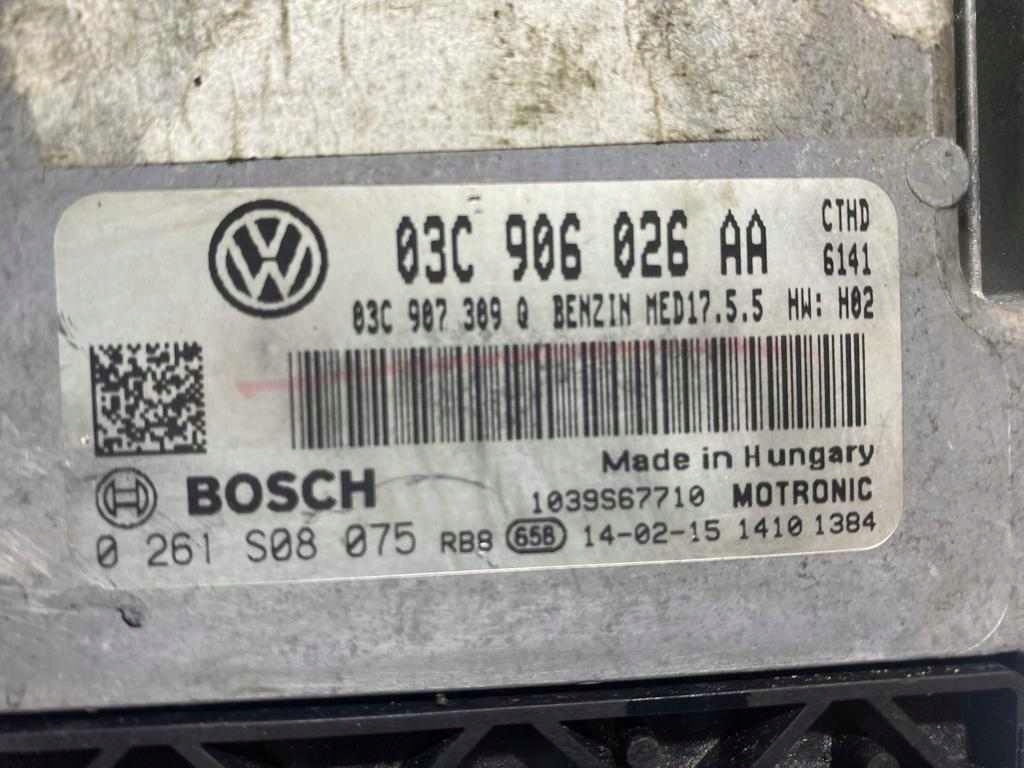 03C 906 026 AA CTHD
6141
03C 907 309 Q BENZIN MED17.5.5 HW: H02
Made in Hungary
BOSCH 1039S67710 MOTRONIC
0 261 S08 075 RB8 65B 14-02-15 1410 1384